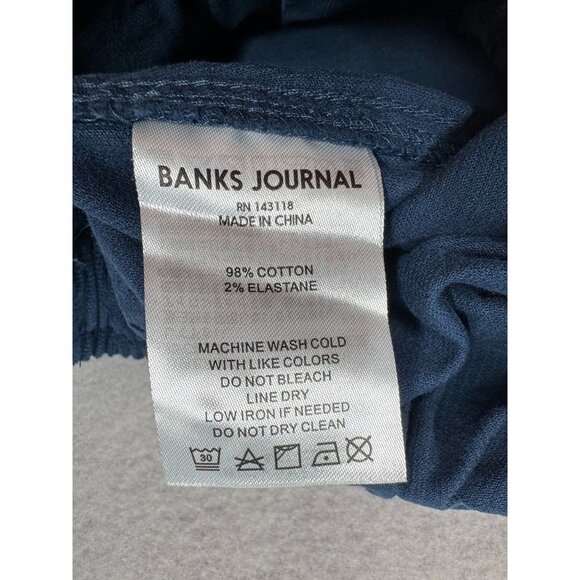 BANKS JOURNAL
RN 143118
MADE IN CHINA
98% COTTON
2% ELASTANE
MACHINE WASH COLD
WITH LIKE COLORS
DO NOT BLEACH
LINE DRY
LOW IRON IF NEEDED
DO NOT DRY CLEAN
30